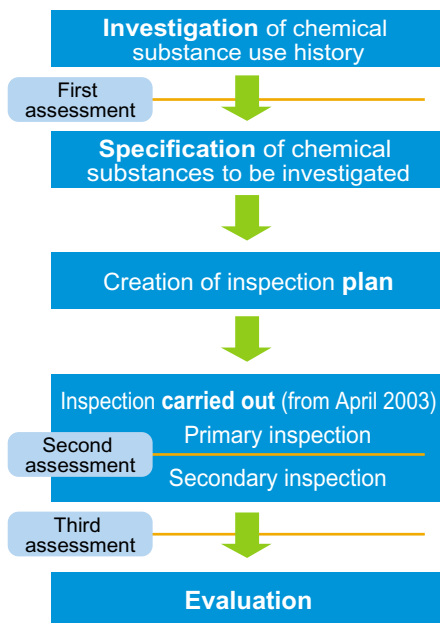 Investigation of chemical
substance use history
First
assessment
Specification of chemical
substances to be investigated
Creation of inspection plan
Inspection carried out (from April 2003)
Primary inspection
Second
assessment
Secondary inspection
Third
assessment
Evaluation